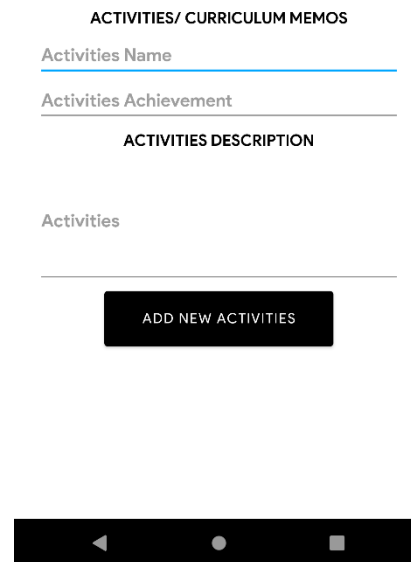 ACTIVITIES/ CURRICULUM MEMOS
Activities Name
Activities Achievement
ACTIVITIES DESCRIPTION
Activities
ADD NEW ACTIVITIES